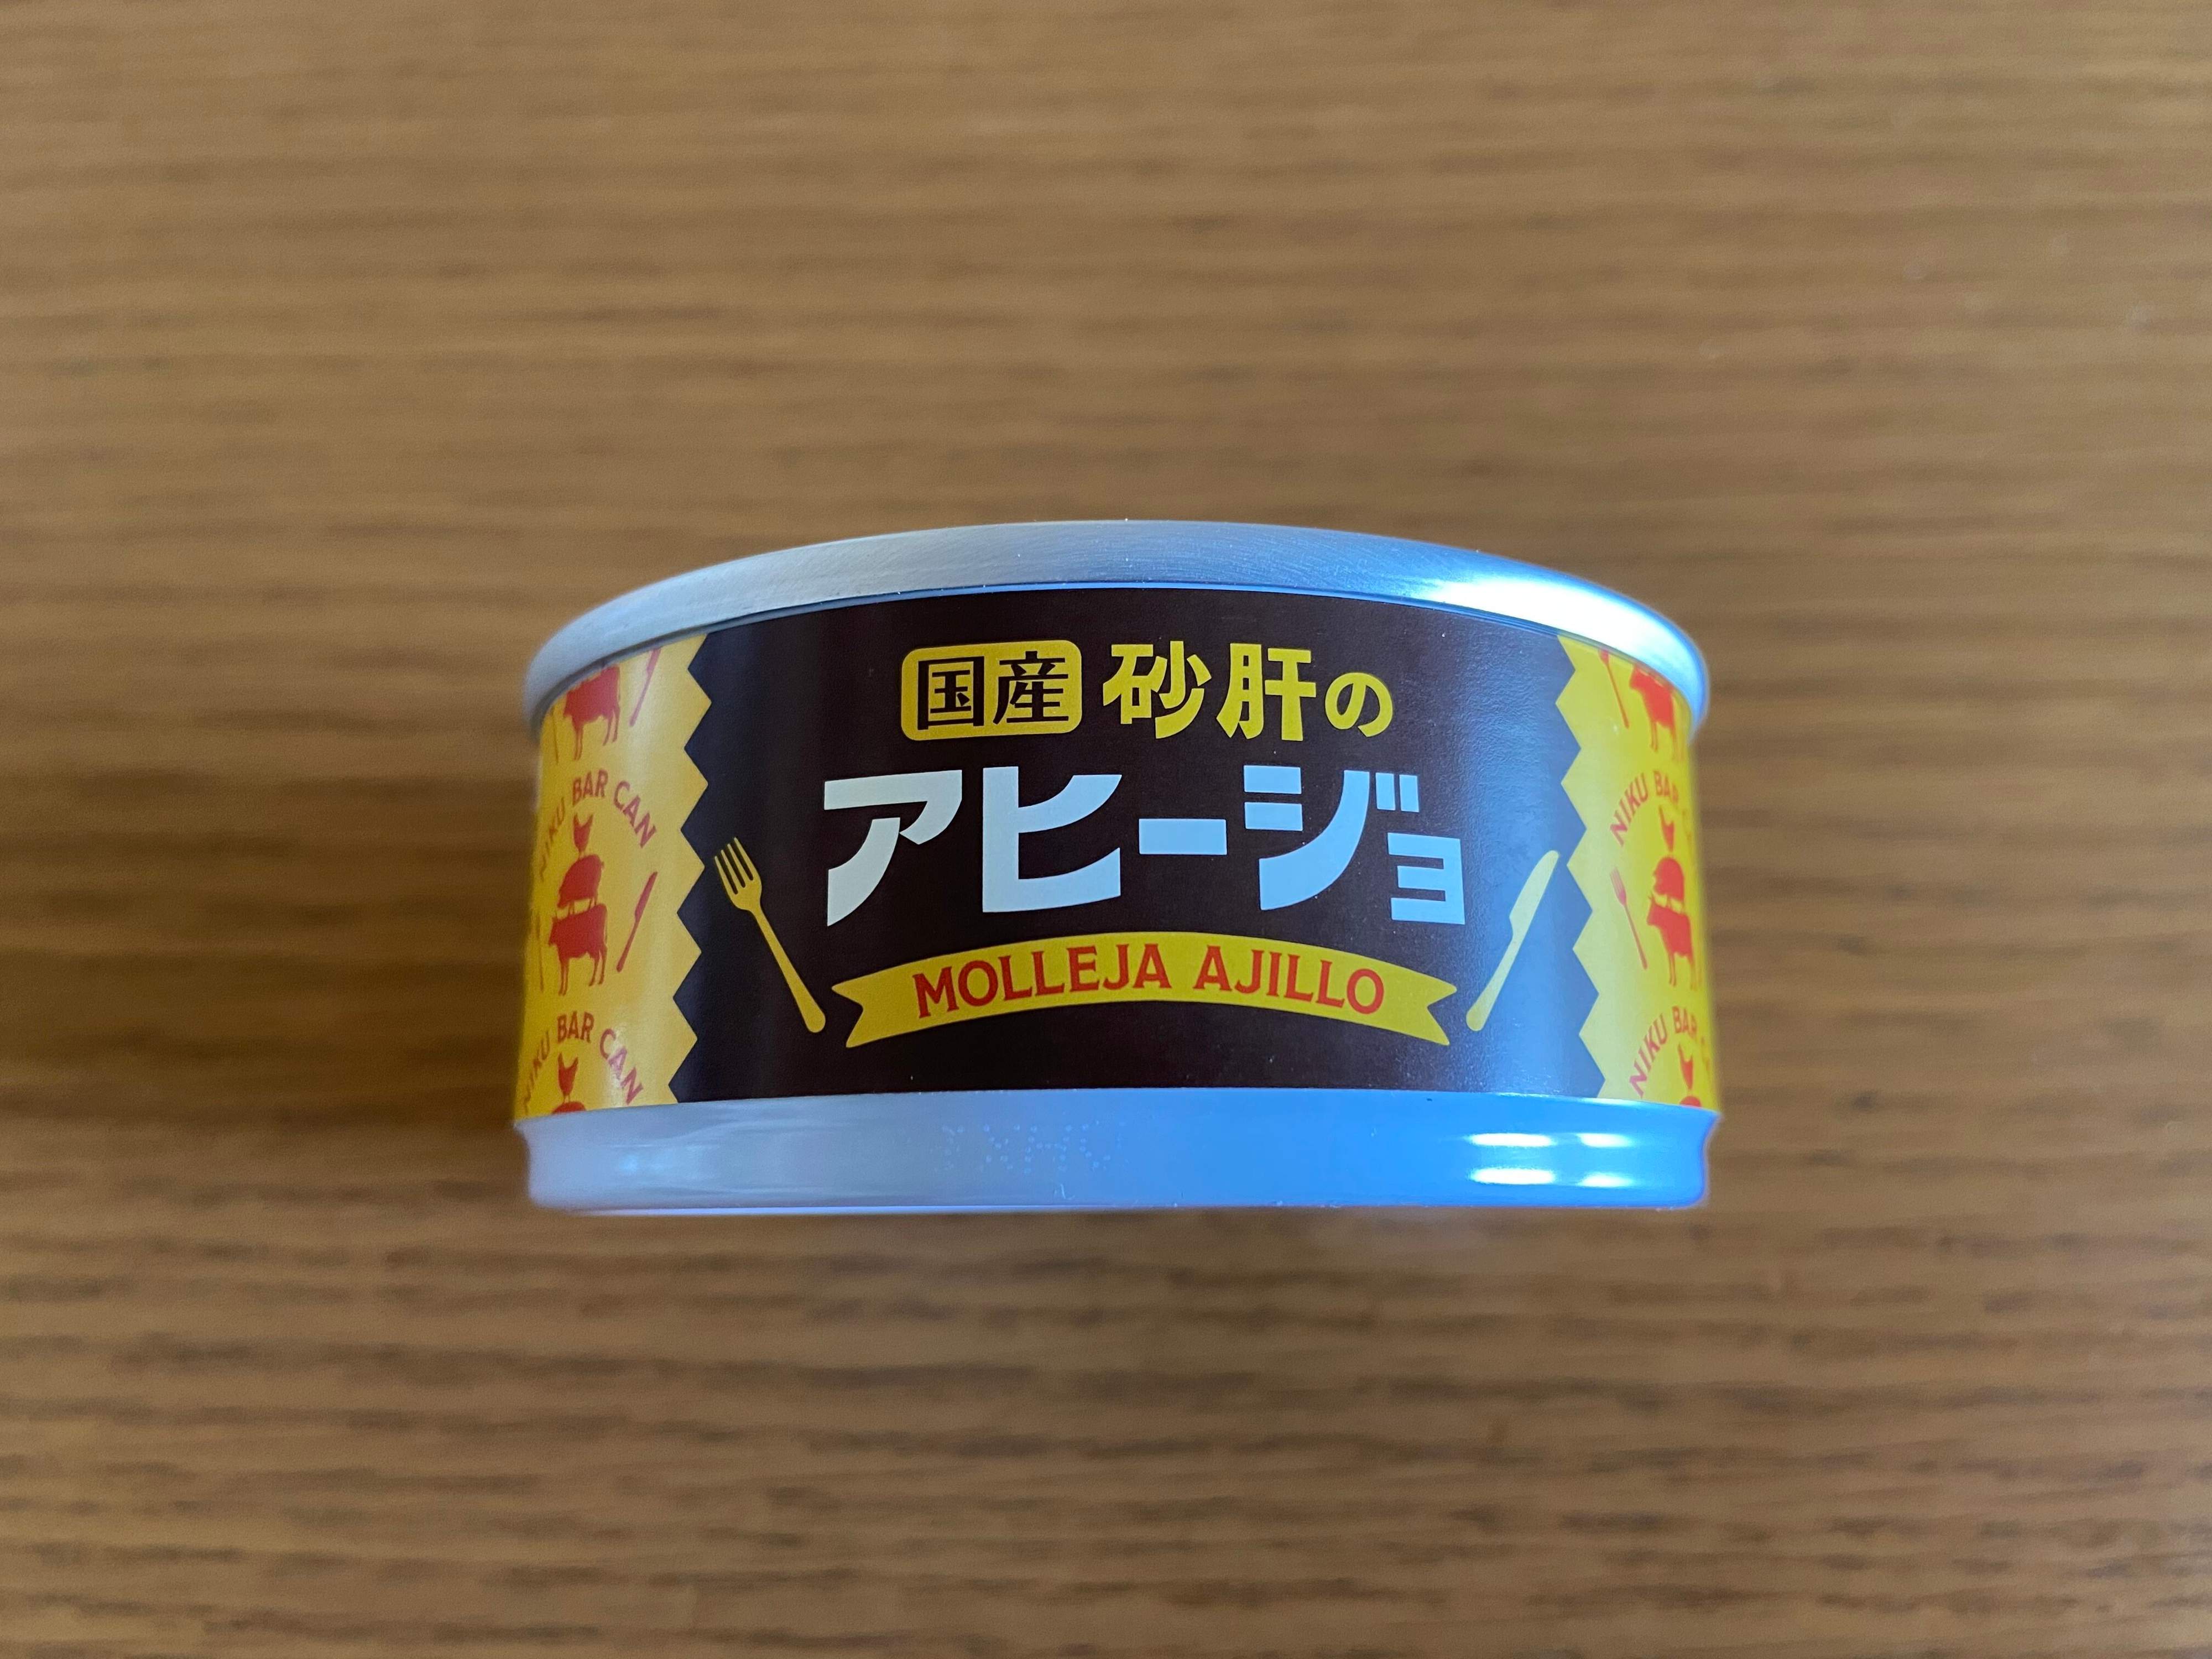 国産 砂肝の
アヒージョ
MOLLEJA AJILLO
NIKU BAR CAN
NIKU BAR CAN
NIKU BAR
NIKU BAR